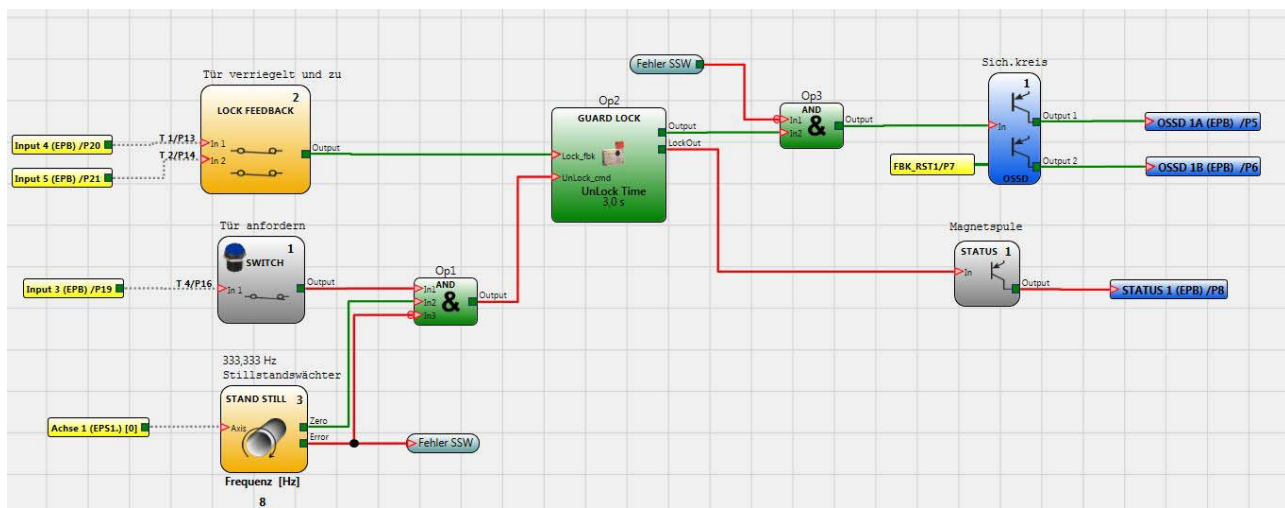 Tür verriegelt und zu
2
LOCK FEEDBACK
T 1/P13
Input 4 (EPB) /P20
In 1
T 2/P14
In 2
Input 5 (EPB) /P21
Output
Tür anfordern
1
SWITCH
T 4/P16
Input 3 (EPB) /P19
In 1
Output
333,333 Hz
Stillstandswächter
STAND STILL 3
Achse 1 (EPS1.) [0]
Axis
Zero
Error
Frequenz [Hz]
8
Fehler SSW
Op1
AND
In1
In2
In3
&
Output
Op2
GUARD LOCK
Output
LockOut
Lock_fbk
UnLock_cmd
UnLock Time
3,0 s
Fehler SSW
Op3
AND
In1
In2
&
Output
Sich.kreis
1
In
Output 1
OSSD 1A (EPB) /P5
FBK_RST1/P7
Output 2
OSSD 1B (EPB) /P6
OSSD
Magnetspule
STATUS 1
In
Output
STATUS 1 (EPB) /P8